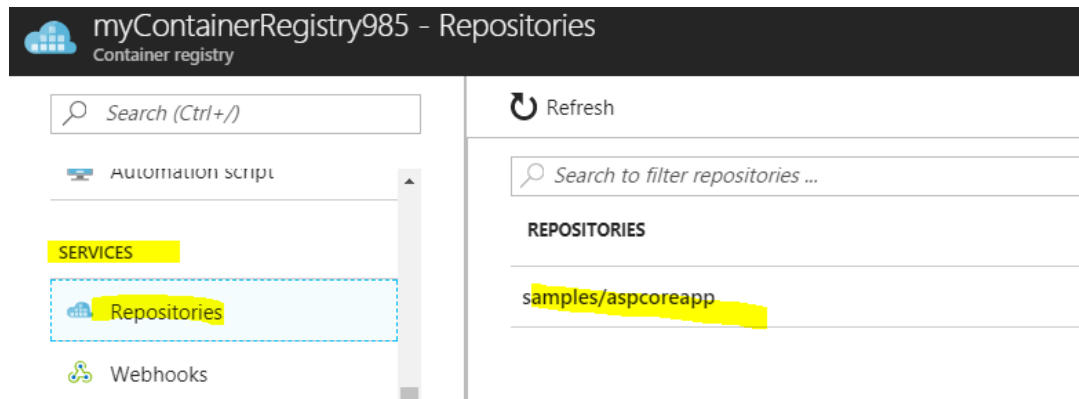 myContainerRegistry985 - Repositories
Container registry
Search (Ctrl+/)
Automation script
SERVICES
Repositories
Webhooks
Refresh
Search to filter repositories ...
REPOSITORIES
samples/aspcoreapp